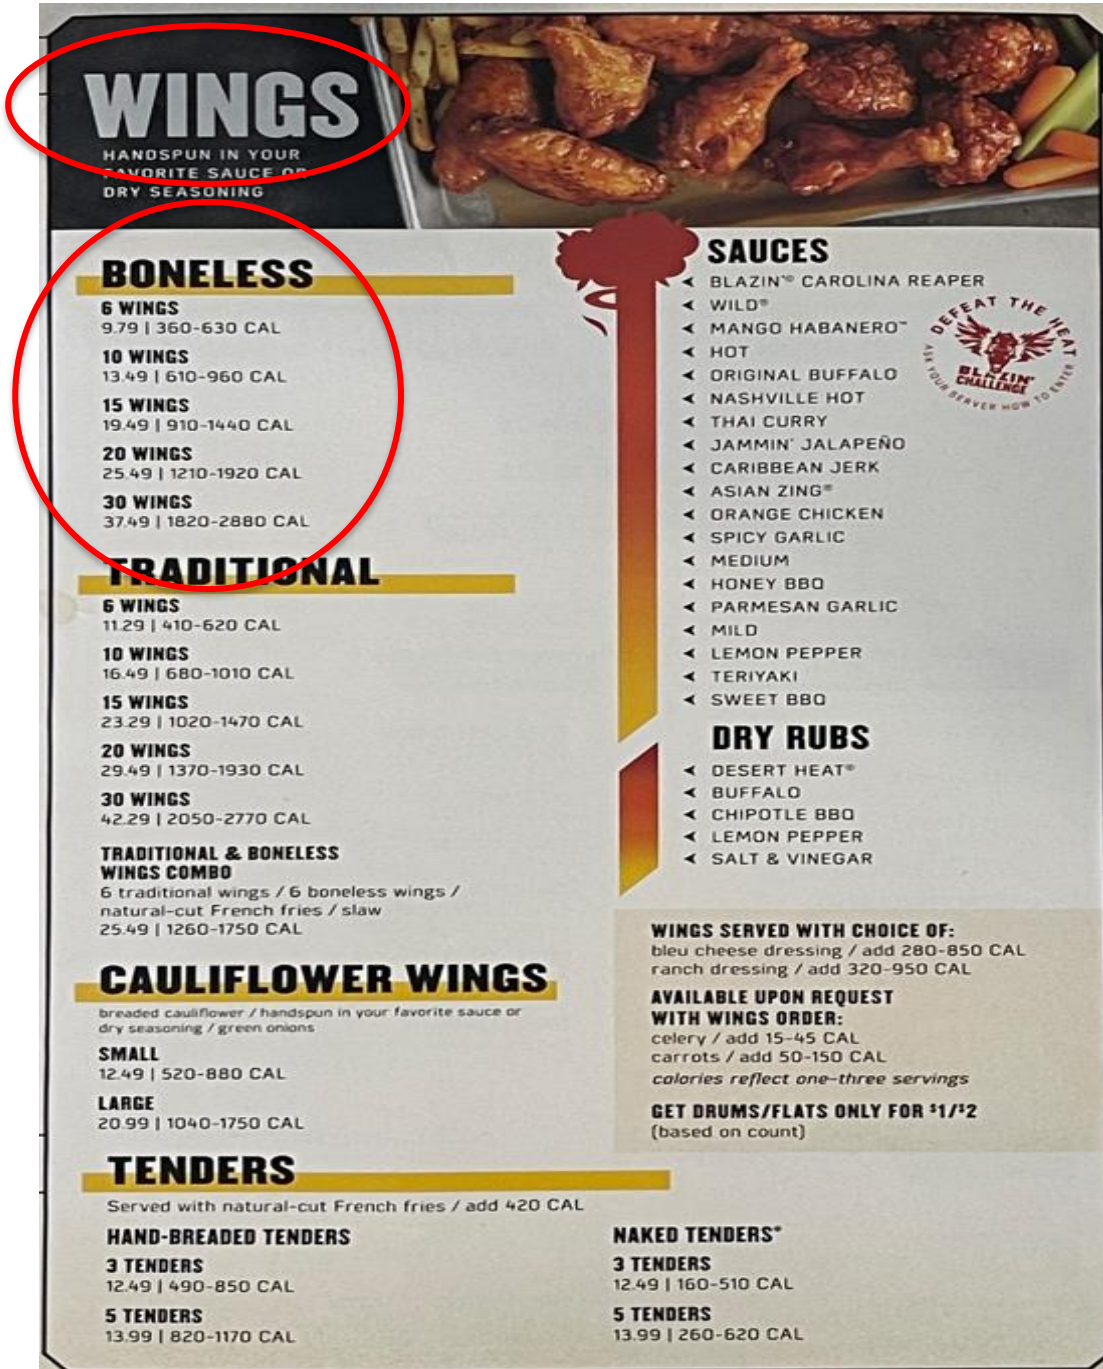 WINGS
HANDSPUN IN YOUR
FAVORITE SAUCE OR
DRY SEASONING
BONELESS
6 WINGS
9.79 | 360-630 CAL
10 WINGS
13.49 | 610-960 CAL
15 WINGS
19.49 | 910-1440 CAL
20 WINGS
25.49 | 1210-1920 CAL
30 WINGS
37.49 | 1820-2880 CAL
TRADITIONAL
6 WINGS
11.29 | 410-620 CAL
10 WINGS
16.49 | 680-1010 CAL
15 WINGS
23.29 | 1020-1470 CAL
20 WINGS
29.49 | 1370-1930 CAL
30 WINGS
42.29 | 2050-2770 CAL
TRADITIONAL & BONELESS
WINGS COMBO
6 traditional wings / 6 boneless wings /
natural-cut French fries / slaw
25.49 | 1260-1750 CAL
CAULIFLOWER WINGS
breaded cauliflower / handspun in your favorite sauce or
dry seasoning / green onions
SMALL
12.49 | 520-880 CAL
LARGE
20.99 | 1040-1750 CAL
SAUCES
BLAZIN'® CAROLINA REAPER
WILD®
MANGO HABANERO™
HOT
ORIGINAL BUFFALO
NASHVILLE HOT
THAI CURRY
JAMMIN' JALAPEÑO
CARIBBEAN JERK
ASIAN ZING®
ORANGE CHICKEN
SPICY GARLIC
MEDIUM
HONEY BBQ
PARMESAN GARLIC
MILD
LEMON PEPPER
TERIYAKI
SWEET BBQ
DEFEAT THE HEAT
BLAZIN'
CHALLENGE
ASK YOUR SERVER HOW TO ENTER
DRY RUBS
DESERT HEAT®
BUFFALO
CHIPOTLE BBQ
LEMON PEPPER
SALT & VINEGAR
WINGS SERVED WITH CHOICE OF:
bleu cheese dressing / add 280-850 CAL
ranch dressing / add 320-950 CAL
AVAILABLE UPON REQUEST
WITH WINGS ORDER:
celery / add 15-45 CAL
carrots / add 50-150 CAL
calories reflect one-three servings
GET DRUMS/FLATS ONLY FOR $1/$2
(based on count)
TENDERS
Served with natural-cut French fries / add 420 CAL
HAND-BREADED TENDERS
3 TENDERS
12.49 | 490-850 CAL
5 TENDERS
13.99 | 820-1170 CAL
NAKED TENDERS*
3 TENDERS
12.49 | 160-510 CAL
5 TENDERS
13.99 | 260-620 CAL